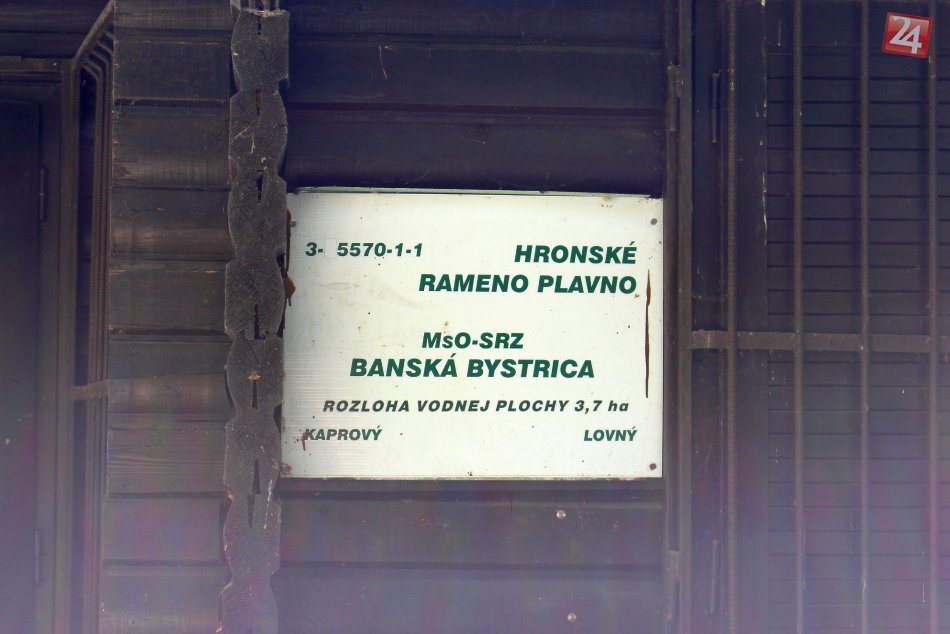 24
3- 5570-1-1 HRONSKÉ
RAMENO PLAVNO
MsO-SRZ
BANSKÁ BYSTRICA
ROZLOHA VODNEJ PLOCHY 3,7 ha
KAPROVÝ LOVNÝ